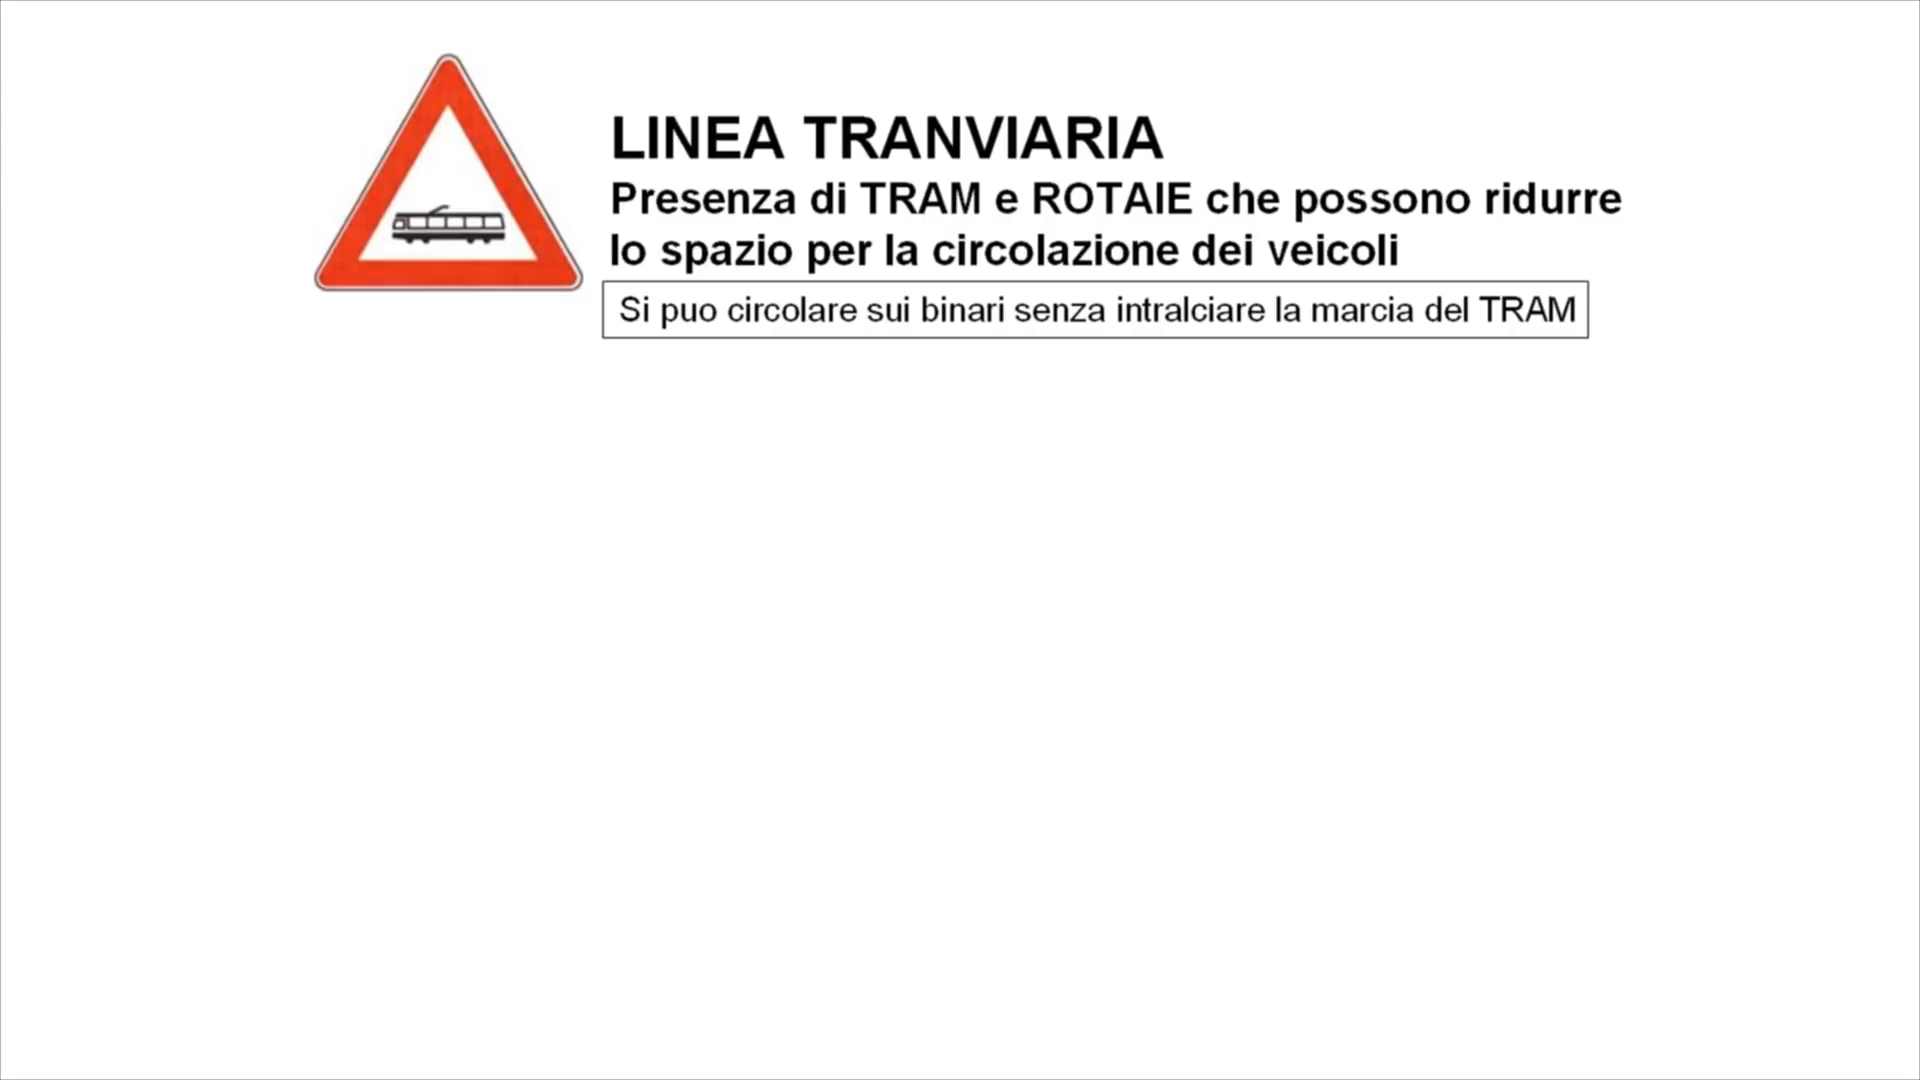 LINEA TRANVIARIA
Presenza di TRAM e ROTAIE che possono ridurre
lo spazio per la circolazione dei veicoli
Si puo circolare sui binari senza intralciare la marcia del TRAM